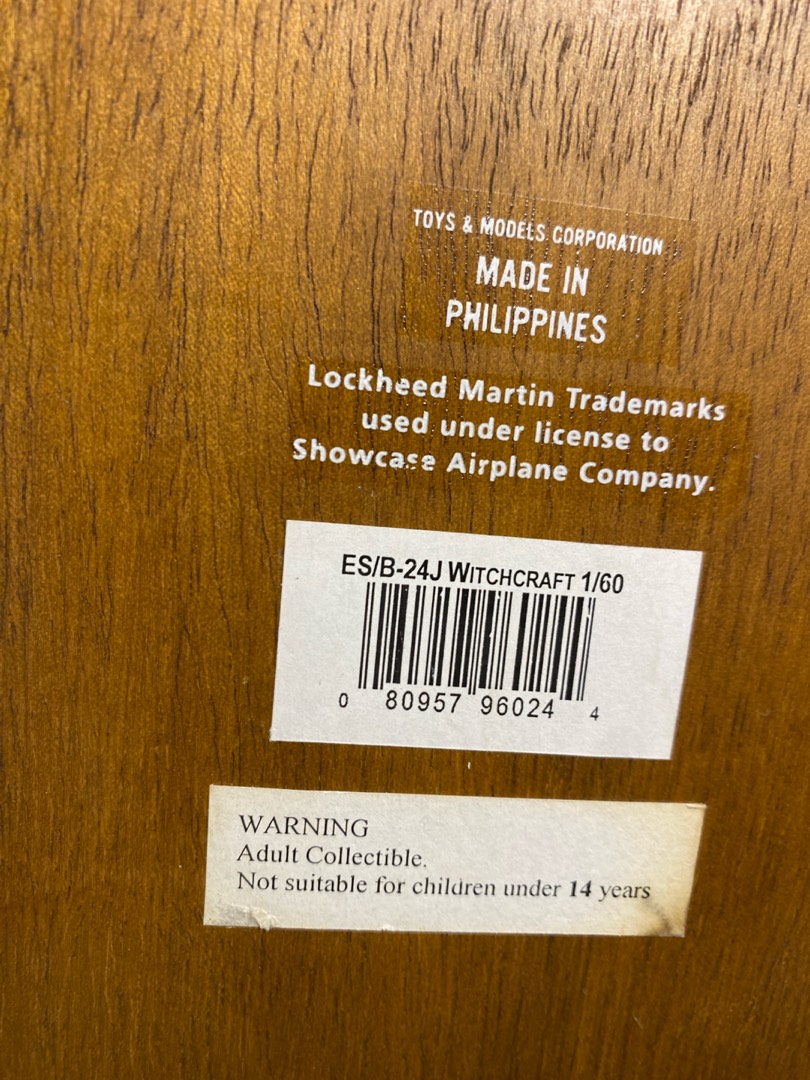 TOYS & MODELS CORPORATION
MADE IN
PHILIPPINES
Lockheed Martin Trademarks
used under license to
Showcase Airplane Company.
ES/B-24J WITCHCRAFT 1/60
0 80957 96024 4
WARNING
Adult Collectible.
Not suitable for children under 14 years